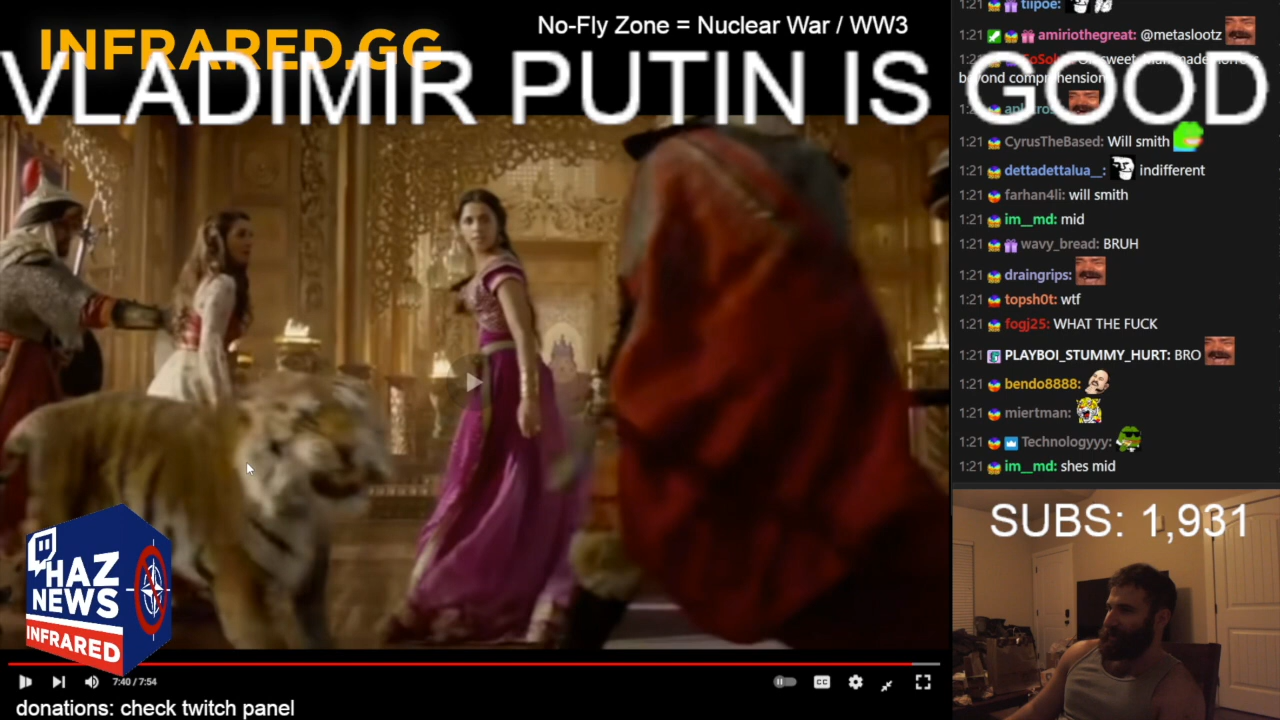 No-Fly Zone = Nuclear War / WW3
INFRARED.GG
VLADIMIR PUTIN IS GOOD
1:21 tiipoe:
1:21 amiriothegreat: @metaslootz
beyond comprehension
1:21
1:21 CyrusTheBased: Will smith
1:21 dettadettalua__: indifferent
1:21 farhan4li: will smith
1:21 im__md: mid
1:21 wavy_bread: BRUH
1:21 draingrips:
1:21 topsh0t: wtf
1:21 fogj25: WHAT THE FUCK
1:21 PLAYBOI_STUMMY_HURT: BRO
1:21 bendo8888:
1:21 miertman:
1:21 Technologyyy:
1:21 im__md: shes mid
SUBS: 1,931
HAZ
NEWS
INFRARED
7:40 / 7:54
CC
donations: check twitch panel